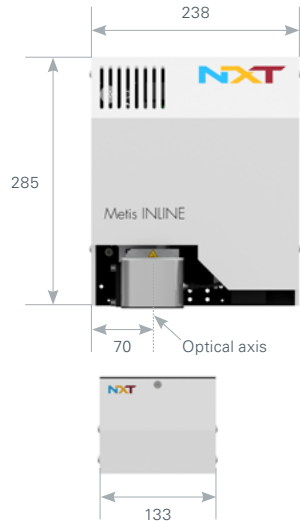 238
NXT
285
Metis INLINE
70
Optical axis
NXT
133